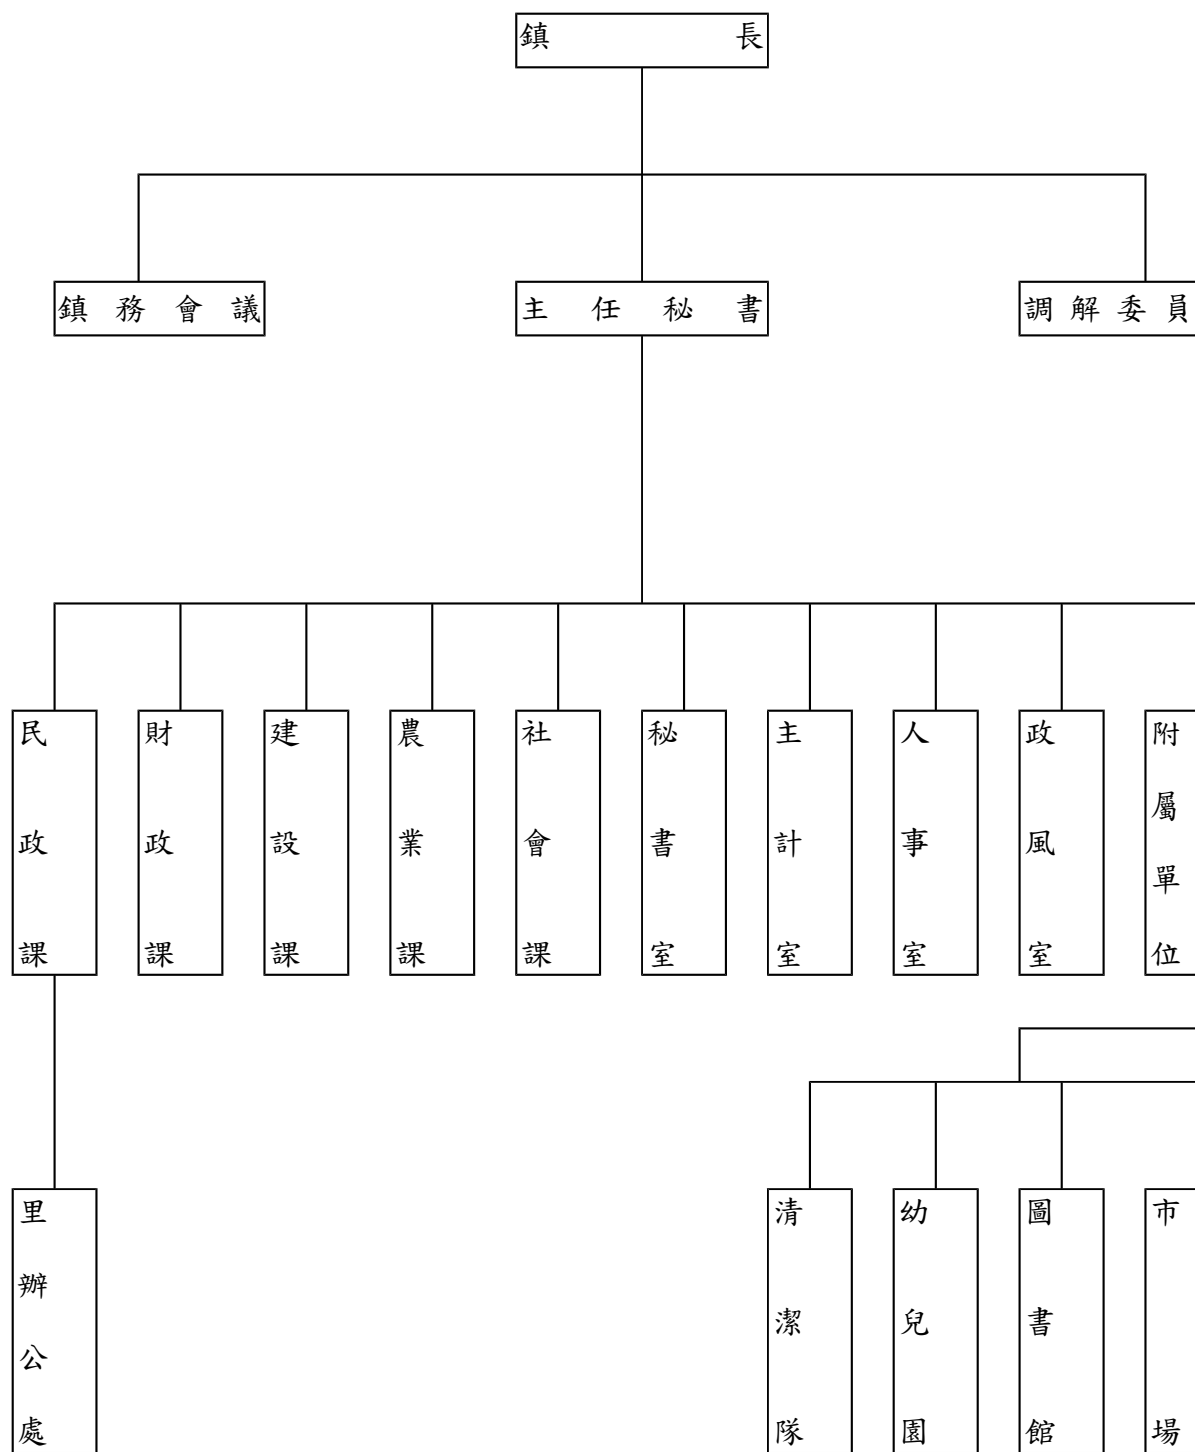 鎮長
鎮務會議
主任秘書
調解委員
民政課
財政課
建設課
農業課
社會課
秘書室
主計室
人事室
政風室
附屬單位
里辦公處
清潔隊
幼兒園
圖書館
市場